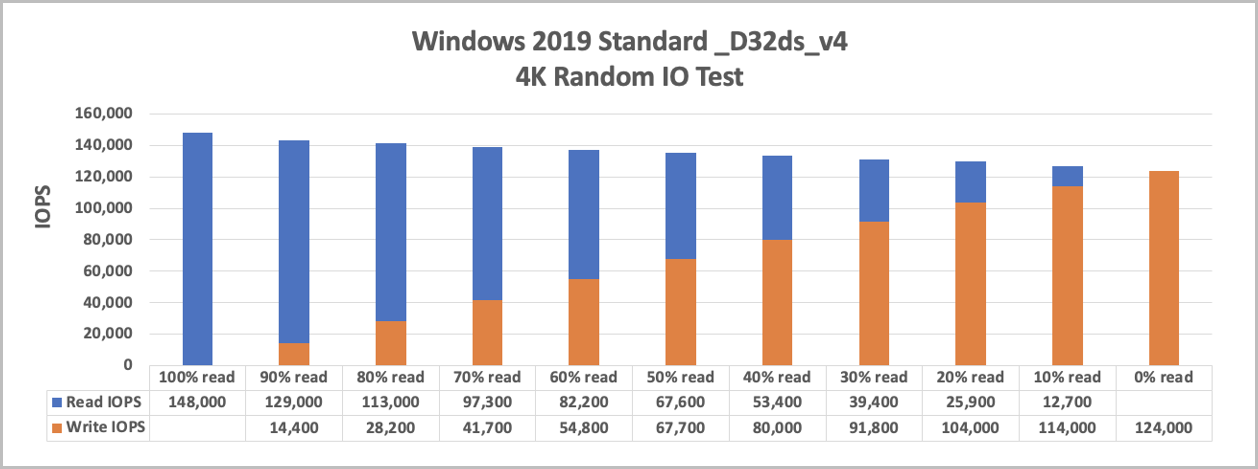 Windows 2019 Standard _D32ds_v4
4K Random IO Test
IOPS
160,000
140,000
120,000
100,000
80,000
60,000
40,000
20,000
0
100% read 90% read 80% read 70% read 60% read 50% read 40% read 30% read 20% read 10% read 0% read
Read IOPS 148,000 129,000 113,000 97,300 82,200 67,600 53,400 39,400 25,900 12,700
Write IOPS 14,400 28,200 41,700 54,800 67,700 80,000 91,800 104,000 114,000 124,000